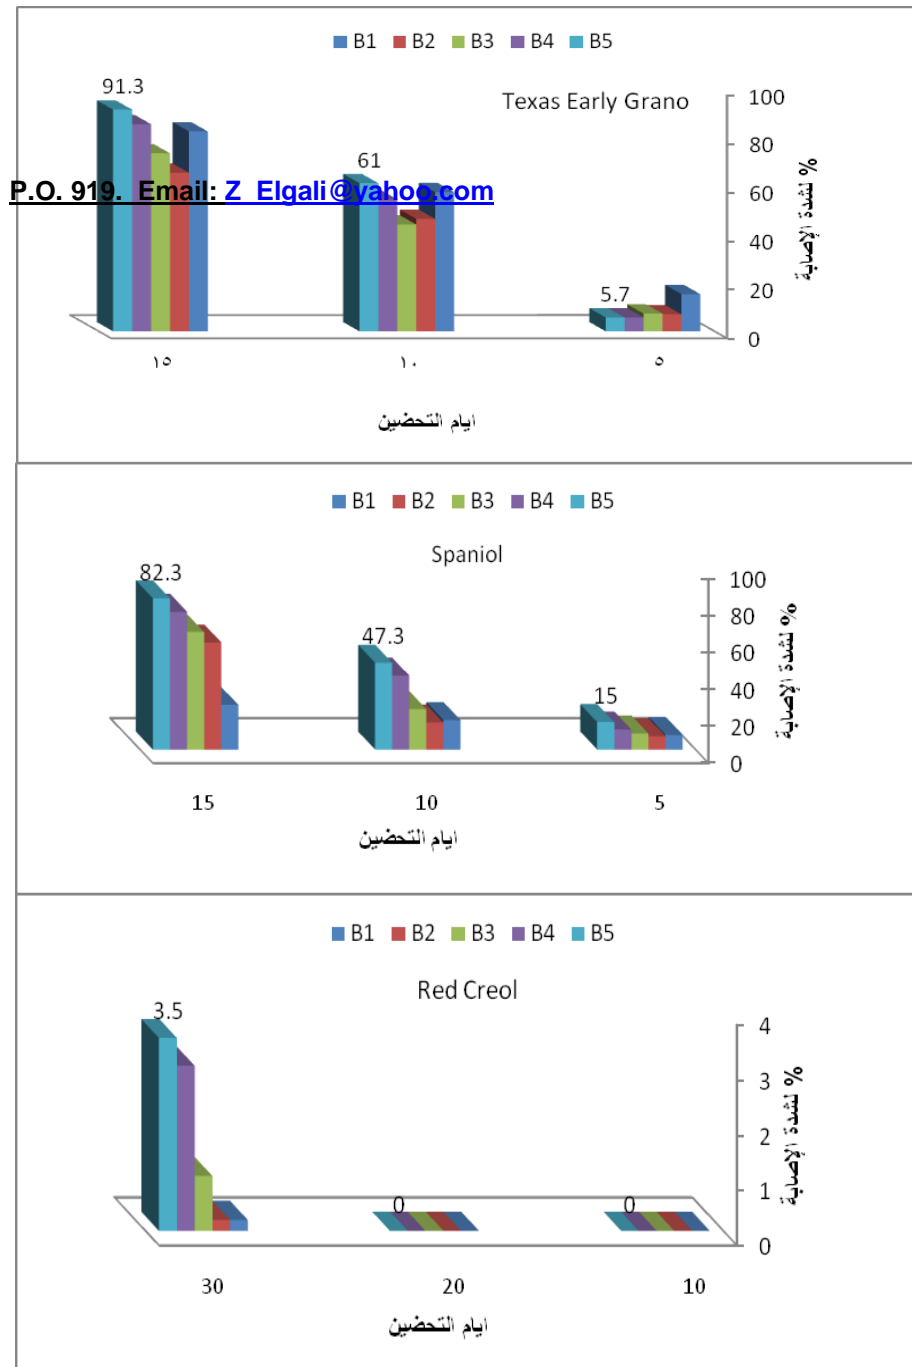 B1 B2 B3 B4 B5
Texas Early Grano
91.3
61
5.7
100
80
60
40
20
0
% لشدة الإصابة
P.O. 919. Email: Z_Elgali@yahoo.com
١٥ ١٠ ٥
ايام التحضين
B1 B2 B3 B4 B5
Spaniol
82.3
47.3
15
100
80
60
40
20
0
% لشدة الإصابة
15 10 5
ايام التحضين
B1 B2 B3 B4 B5
Red Creol
3.5
0
0
4
3
2
1
0
% لشدة الإصابة
30 20 10
ايام التحضين